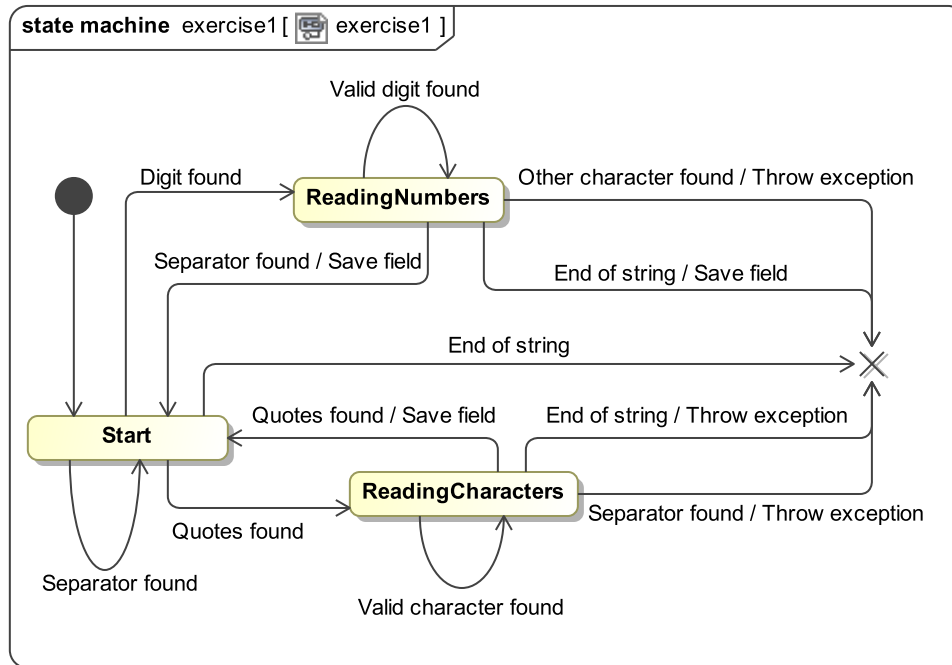 state machine exercise1 [ exercise1 ]
Valid digit found
Digit found
ReadingNumbers
Other character found / Throw exception
Separator found / Save field
End of string / Save field
End of string
Start
Quotes found / Save field
End of string / Throw exception
ReadingCharacters
Quotes found
Separator found / Throw exception
Separator found
Valid character found